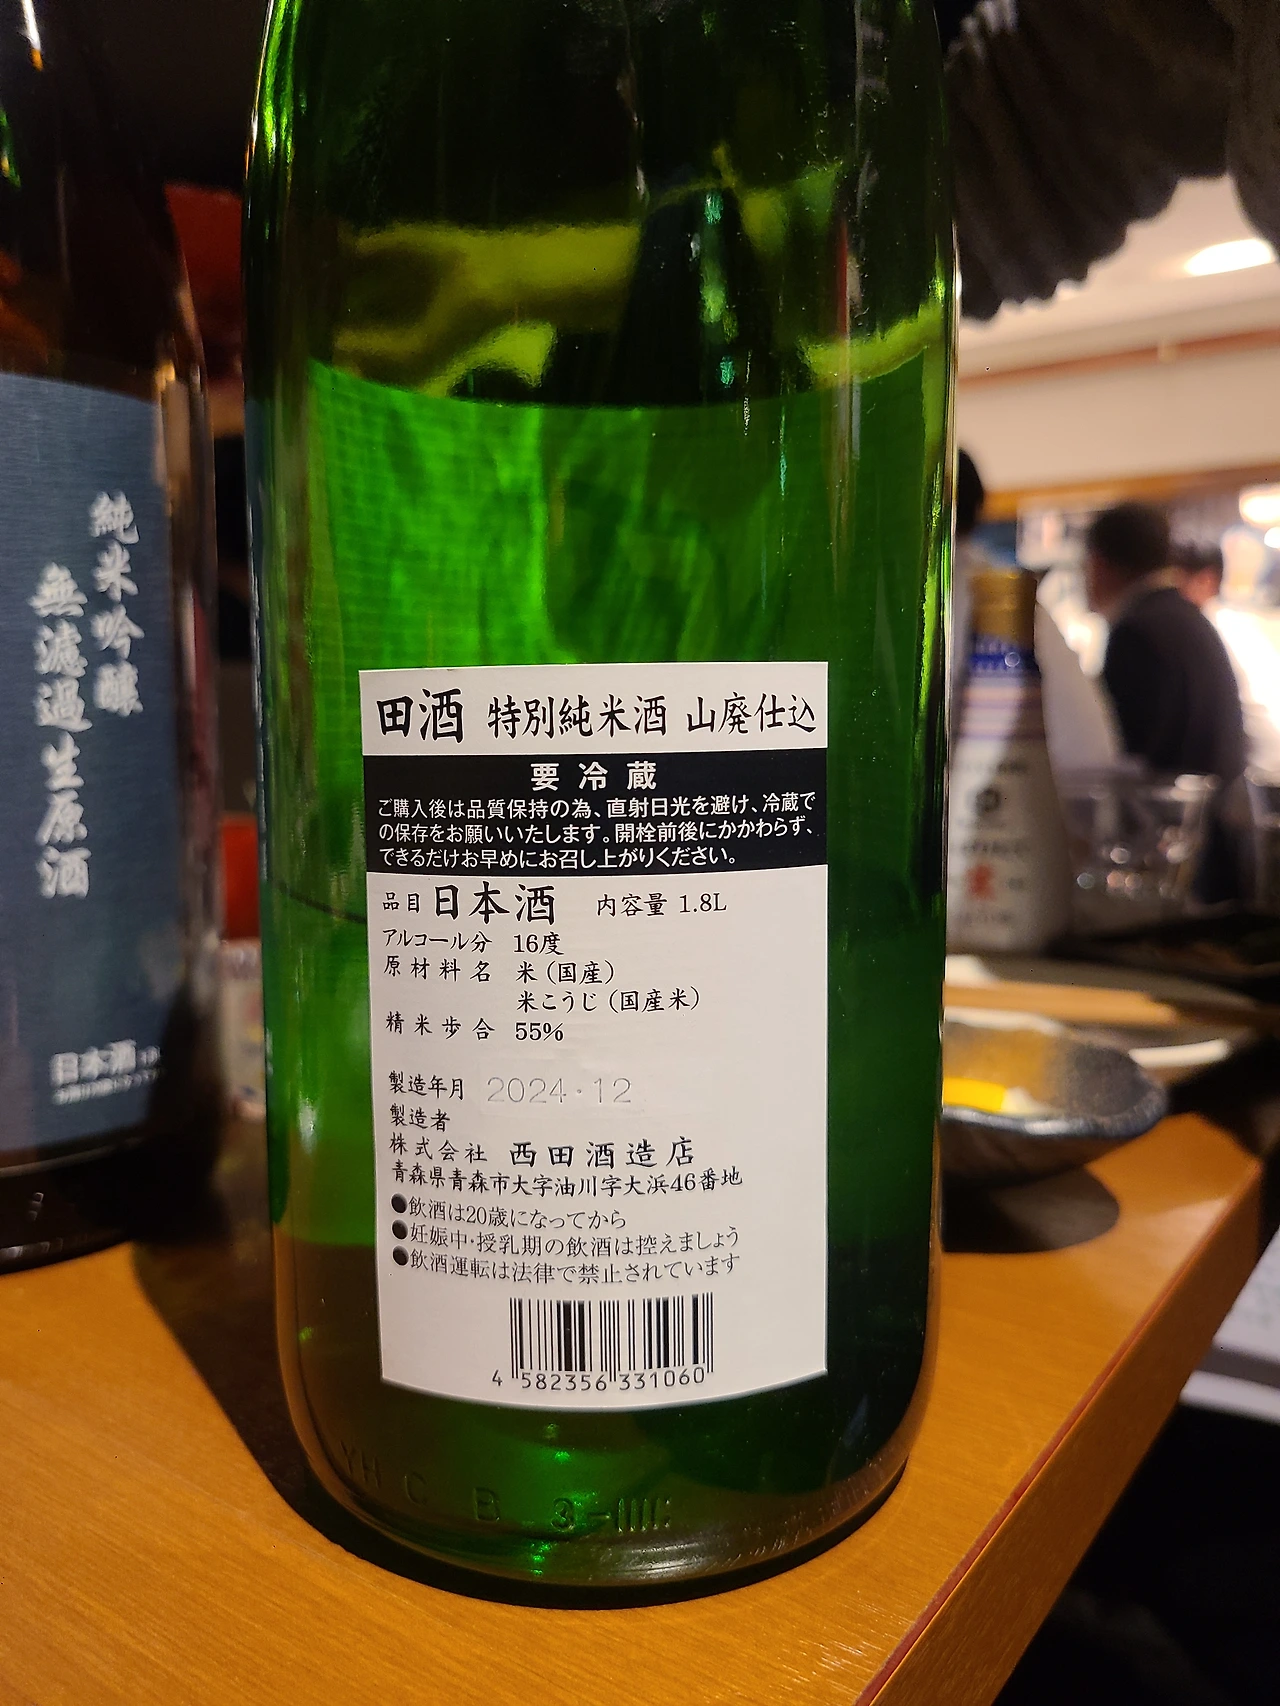 純米吟醸
無濾過生原酒
日本酒
田酒 特別純米酒 山廃仕込
要冷蔵
ご購入後は品質保持の為、直射日光を避け、冷蔵で
の保存をお願いいたします。開栓前後にかかわらず、
できるだけお早めにお召し上がりください。
品目 日本酒 内容量 1.8L
アルコール分 16度
原材料名 米（国産）
米こうじ（国産米）
精米歩合 55%
製造年月 2024・12
製造者
株式会社 西田酒造店
青森県青森市大字油川字大浜46番地
●飲酒は20歳になってから
●妊娠中・授乳期の飲酒は控えましょう
●飲酒運転は法律で禁止されています
4 582356 331060
YH C B 3